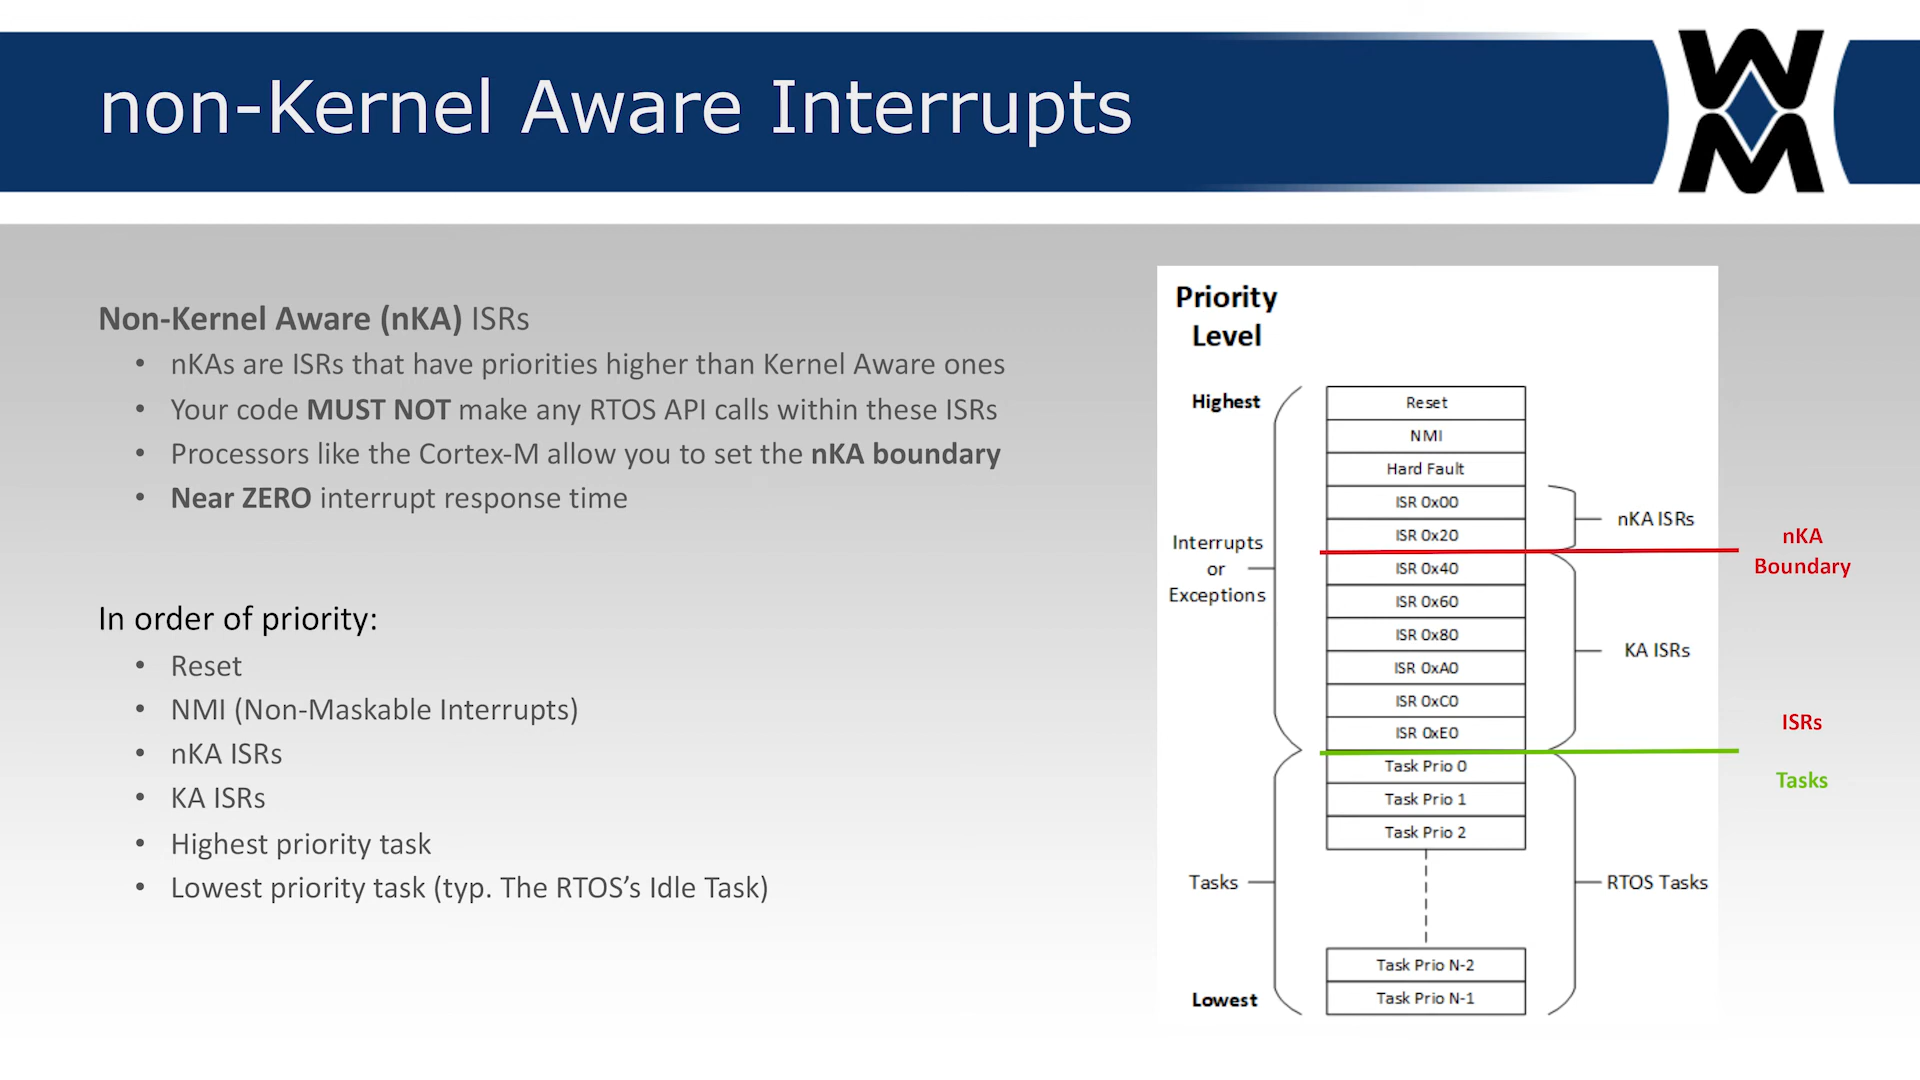 non-Kernel Aware Interrupts
WM
Non-Kernel Aware (nKA) ISRs
• nKAs are ISRs that have priorities higher than Kernel Aware ones
• Your code MUST NOT make any RTOS API calls within these ISRs
• Processors like the Cortex-M allow you to set the nKA boundary
• Near ZERO interrupt response time
In order of priority:
• Reset
• NMI (Non-Maskable Interrupts)
• nKA ISRs
• KA ISRs
• Highest priority task
• Lowest priority task (typ. The RTOS’s Idle Task)
Priority
Level
Highest
Interrupts
or
Exceptions
Tasks
Lowest
Reset
NMI
Hard Fault
ISR 0x00
ISR 0x20
ISR 0x40
ISR 0x60
ISR 0x80
ISR 0xA0
ISR 0xC0
ISR 0xE0
Task Prio 0
Task Prio 1
Task Prio 2
Task Prio N-2
Task Prio N-1
nKA ISRs
KA ISRs
RTOS Tasks
nKA
Boundary
ISRs
Tasks